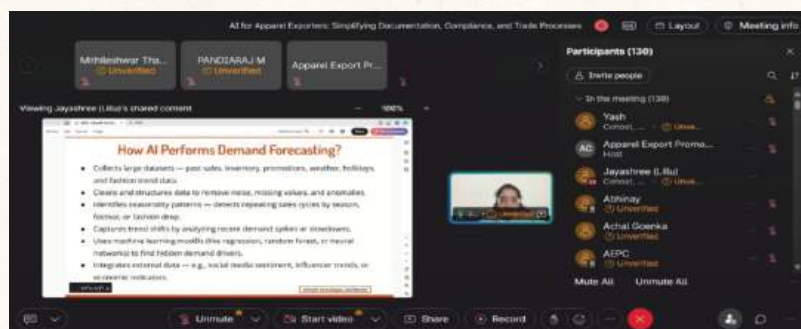 AI for Apparel Exporters: Simplifying Documentation, Compliance, and Trade Processes
Layout
Meeting info
Mithileshwar Tha...
Unverified
PANDIARAJ M
Unverified
Apparel Export Pr...
Viewing Jayashree (Lillu)'s shared content
100%
How AI Performs Demand Forecasting?
Collects large datasets — past sales, inventory, promotions, weather, holidays,
and fashion trend data.
Cleans and structures data to remove noise, missing values, and anomalies.
Identifies seasonality patterns — detects repeating sales cycles by season,
festival, or fashion drop.
Captures trend shifts by analyzing recent demand spikes or slowdowns.
Uses machine learning models (like regression, random forest, or neural
networks) to find hidden demand drivers.
Integrates external data — e.g., social media sentiment, influencer trends, or
economic indicators.
Participants (130)
Invite people
In the meeting (130)
Yash
Cohost, ... Unve...
AC
Apparel Export Promo...
Host
Jayashree (Lillu)
Cohost, ... Unve...
Abhinay
Unverified
Achal Goenka
Unverified
AEPC
Unverified
Mute All
Unmute All
Unmute
Start video
Share
Record